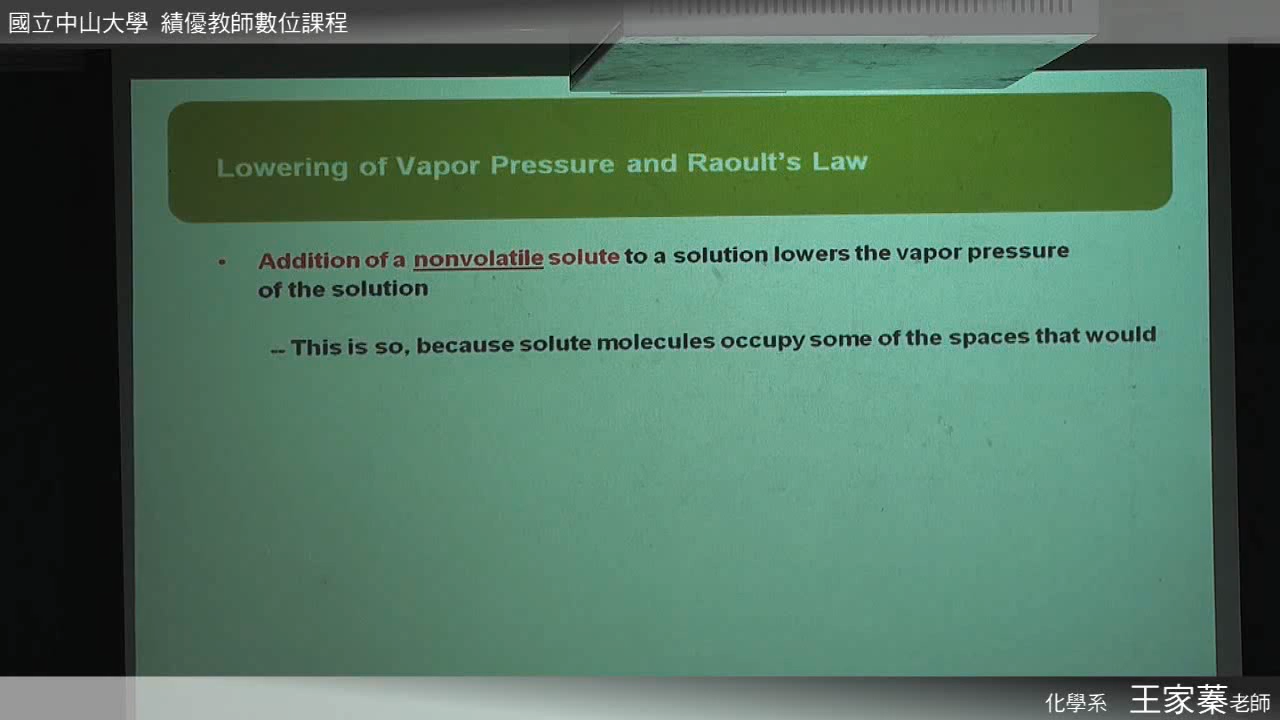 國立中山大學 績優教師數位課程
Lowering of Vapor Pressure and Raoult's Law
• Addition of a nonvolatile solute to a solution lowers the vapor pressure
of the solution
-- This is so, because solute molecules occupy some of the spaces that would
化學系 王家蓁老師